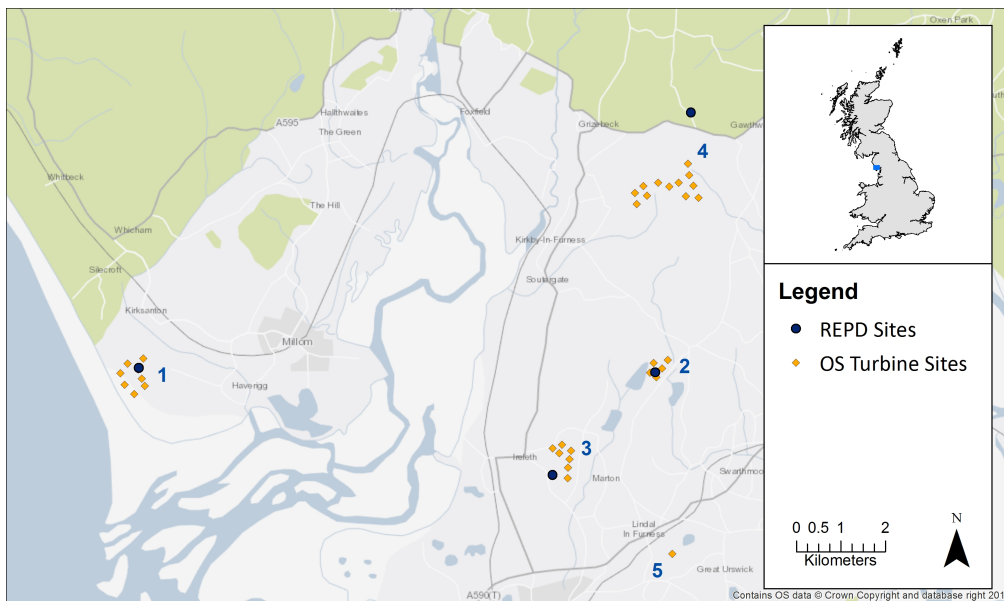 Oxen Park
Hallthwaites
The Green
A595
Foxfield
Grizebeck
Gawthw
4
Whitbeck
The Hill
Whicham
Silecroft
Kirkby-In-Furness
Soutergate
Kirksanton
Millom
1
Haverigg
2
3
Ireleth
Marton
Swarthmoo
Lindal
In Furness
5
Great Urswick
A590(T)
Legend
REPD Sites
OS Turbine Sites
0 0.5 1 2
Kilometers
N
Contains OS data © Crown Copyright and database right 201